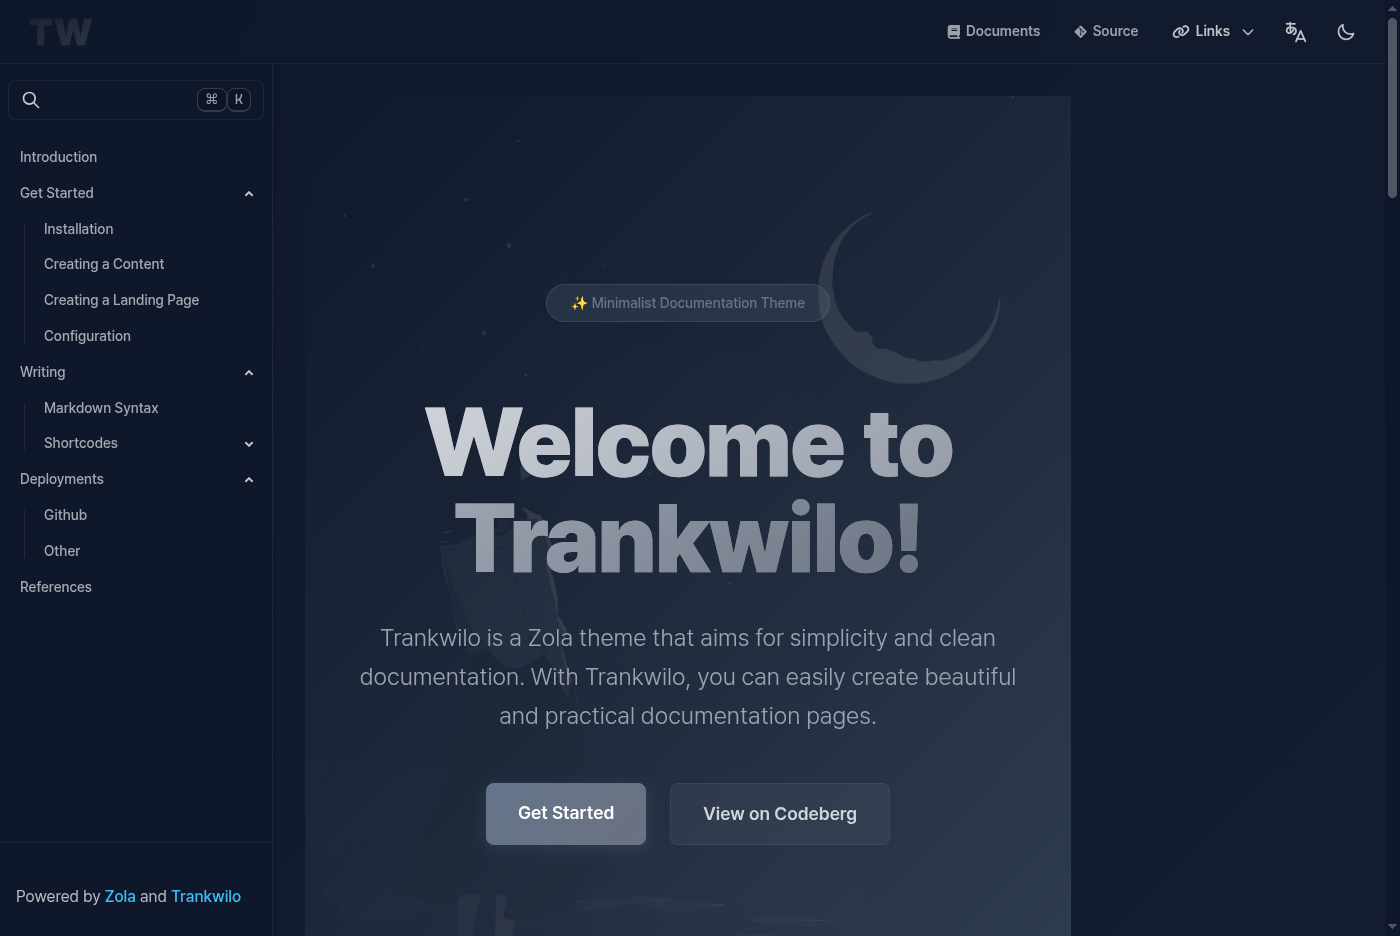 TW
Documents
Source
Links
あA
⌘ K
Introduction
Get Started
Installation
Creating a Content
Creating a Landing Page
Configuration
Writing
Markdown Syntax
Shortcodes
Deployments
Github
Other
References
Powered by Zola and Trankwilo
✨ Minimalist Documentation Theme
Welcome to
Trankwilo!
Trankwilo is a Zola theme that aims for simplicity and clean
documentation. With Trankwilo, you can easily create beautiful
and practical documentation pages.
Get Started
View on Codeberg